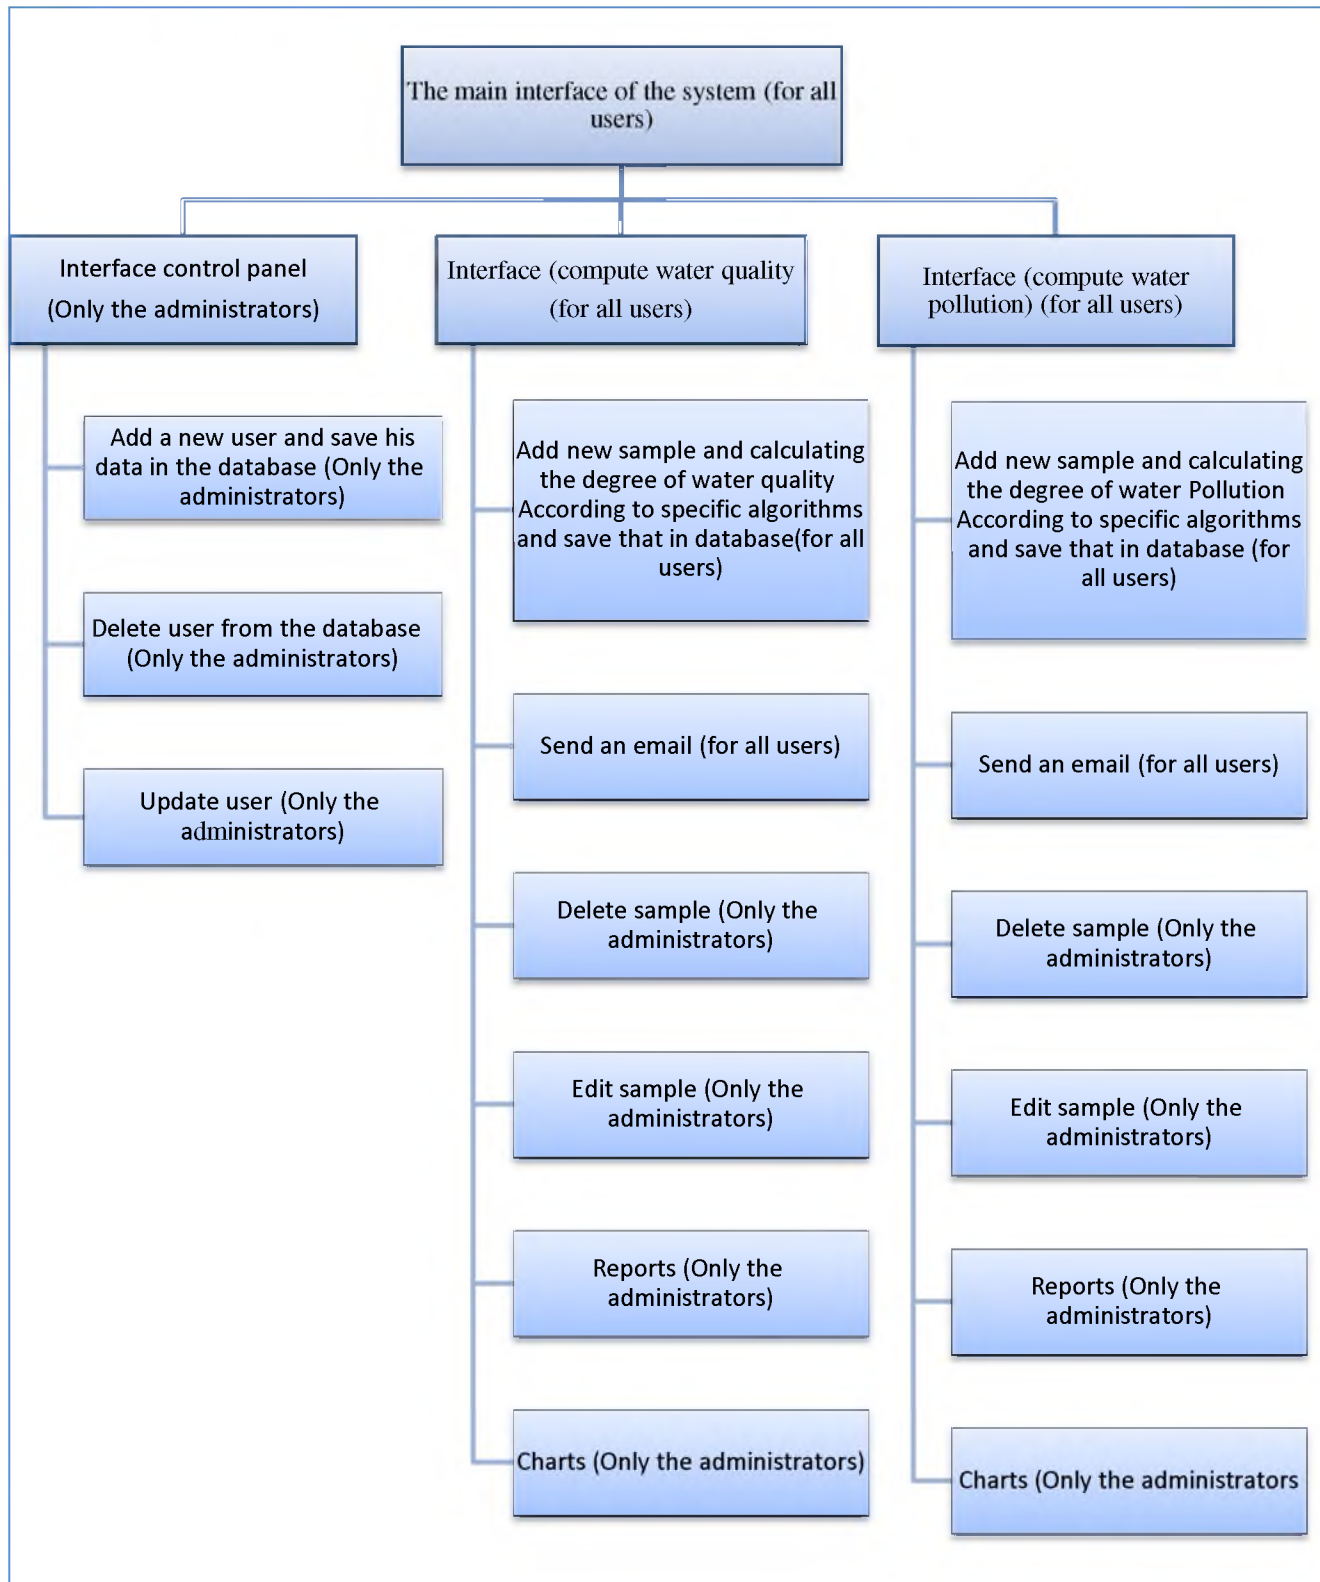 The main interface of the system (for all
users)
Interface control panel
(Only the administrators)
Add a new user and save his
data in the database (Only the
administrators)
Delete user from the database
(Only the administrators)
Update user (Only the
administrators)
Interface (compute water quality
(for all users)
Add new sample and calculating
the degree of water quality
According to specific algorithms
and save that in database(for all
users)
Send an email (for all users)
Delete sample (Only the
administrators)
Edit sample (Only the
administrators)
Reports (Only the
administrators)
Charts (Only the administrators)
Interface (compute water
pollution) (for all users)
Add new sample and calculating
the degree of water Pollution
According to specific algorithms
and save that in database (for
all users)
Send an email (for all users)
Delete sample (Only the
administrators)
Edit sample (Only the
administrators)
Reports (Only the
administrators)
Charts (Only the administrators